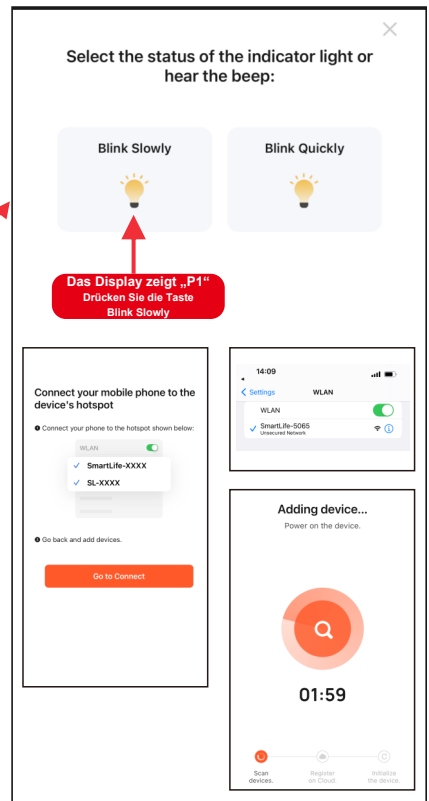 Select the status of the indicator light or
hear the beep:
Blink Slowly
Blink Quickly
Das Display zeigt „P1“
Drücken Sie die Taste
Blink Slowly
Connect your mobile phone to the
device's hotspot
❶ Connect your phone to the hotspot shown below:
WLAN
SmartLife-XXXX
SL-XXXX
❷ Go back and add devices.
Go to Connect
14:09
Settings
WLAN
WLAN
SmartLife-5065
Unsecured Network
Adding device...
Power on the device.
01:59
Scan
devices.
Register
on Cloud.
Initialize
the device.